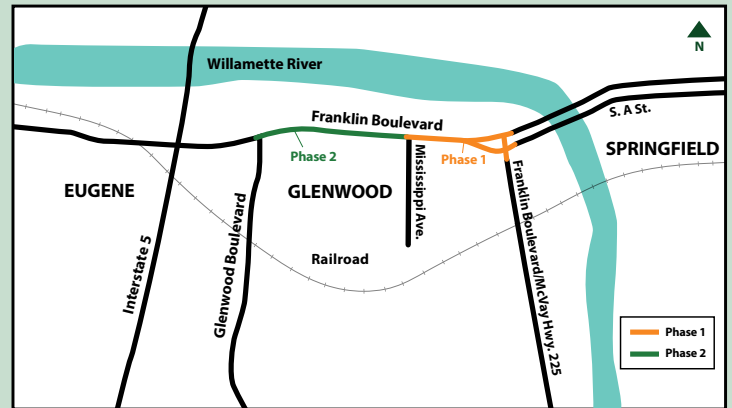 N
Willamette River
Franklin Boulevard
S. A St.
Phase 2
Phase 1
SPRINGFIELD
EUGENE
GLENWOOD
Mississippi Ave.
Franklin Boulevard/McVay Hwy. 225
Interstate 5
Glenwood Boulevard
Railroad
Phase 1
Phase 2